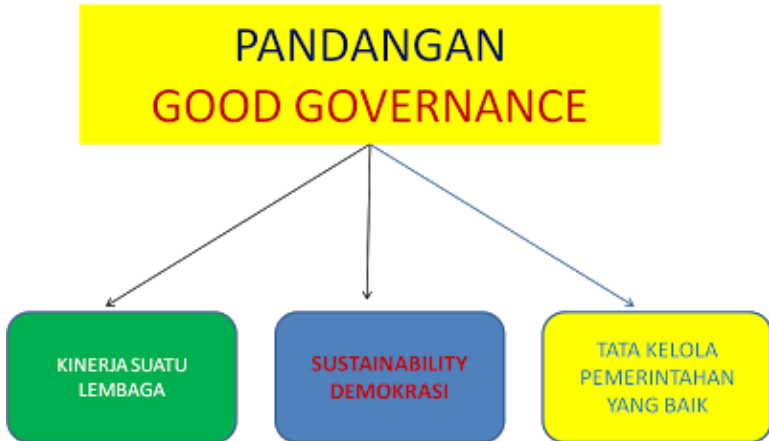 PANDANGAN
GOOD GOVERNANCE
KINERJA SUATU
LEMBAGA
SUSTAINABILITY
DEMOKRASI
TATA KELOLA
PEMERINTAHAN
YANG BAIK